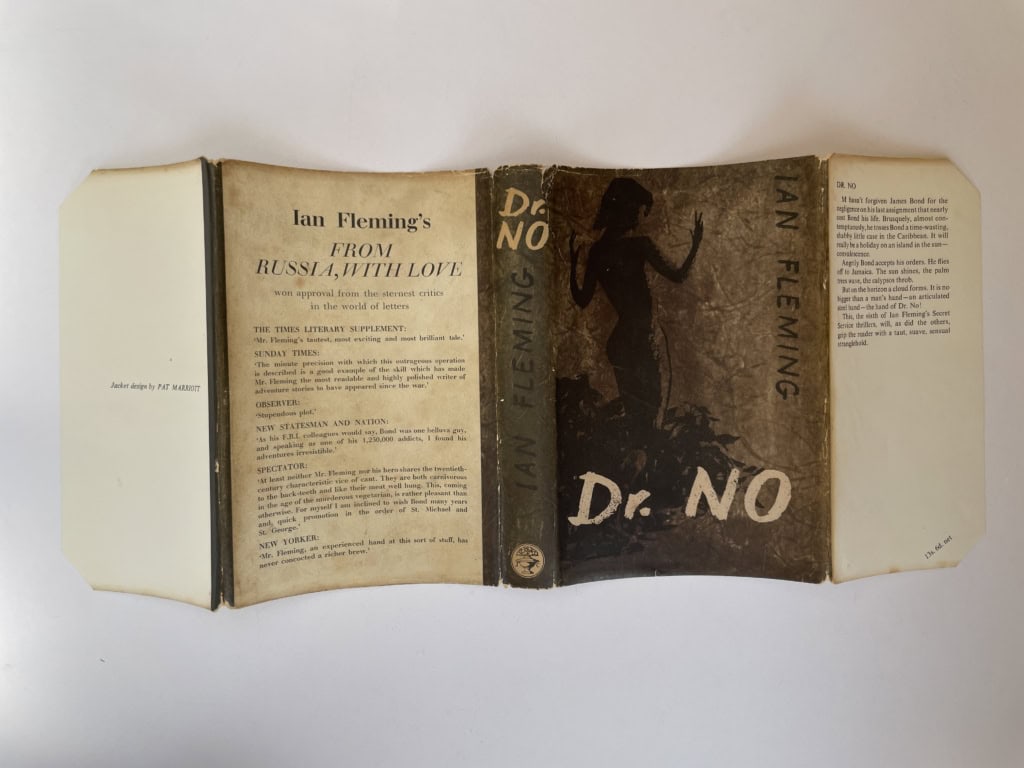 Jacket design by PAT MARRIOTT
Ian Fleming's
FROM
RUSSIA, WITH LOVE
won approval from the sternest critics
in the world of letters
THE TIMES LITERARY SUPPLEMENT:
'Mr. Fleming's tautest, most exciting and most brilliant tale.'
SUNDAY TIMES:
'The minute precision with which this outrageous operation
is described is a good example of the skill which has made
Mr. Fleming the most readable and highly polished writer of
adventure stories to have appeared since the war.'
OBSERVER:
'Stupendous plot.'
NEW STATESMAN AND NATION:
'As his F.B.I. colleagues would say, Bond was one helluva guy,
and speaking as one of his 1,250,000 addicts, I found his
adventures irresistible.'
SPECTATOR:
'At least neither Mr. Fleming nor his hero shares the twentieth-
century characteristic vice of cant. They are both carnivorous
to the back-teeth and like their meat well hung. This, coming
in the age of the murderous vegetarian, is rather pleasant than
otherwise. For myself I am inclined to wish Bond many years
and quick promotion in the order of St. Michael and
St. George.'
NEW YORKER:
'Mr. Fleming, an experienced hand at this sort of stuff, has
never concocted a richer brew.'
Dr.
NO
IAN FLEMING
IAN FLEMING
Dr. NO
DR. NO
M hasn't forgiven James Bond for the
negligence on his last assignment that nearly
cost Bond his life. Brusquely, almost con-
temptuously, he tosses Bond a time-wasting,
shabby little case in the Caribbean. It will
really be a holiday on an island in the sun—
convalescence.
Angrily Bond accepts his orders. He flies
off to Jamaica. The sun shines, the palm
trees wave, the calypsos throb.
But on the horizon a cloud forms. It is no
bigger than a man's hand—an articulated
steel hand—the hand of Dr. No!
This, the sixth of Ian Fleming's Secret
Service thrillers, will, as did the others,
grip the reader with a taut, suave, sensual
stranglehold.
13s. 6d. net